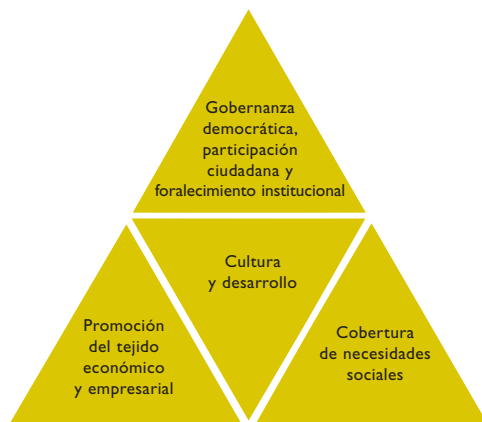 Gobernanza
democrática,
participación
ciudadana y
foralecimiento institucional
Cultura
y desarrollo
Promoción
del tejido
económico
y empresarial
Cobertura
de necesidades
sociales